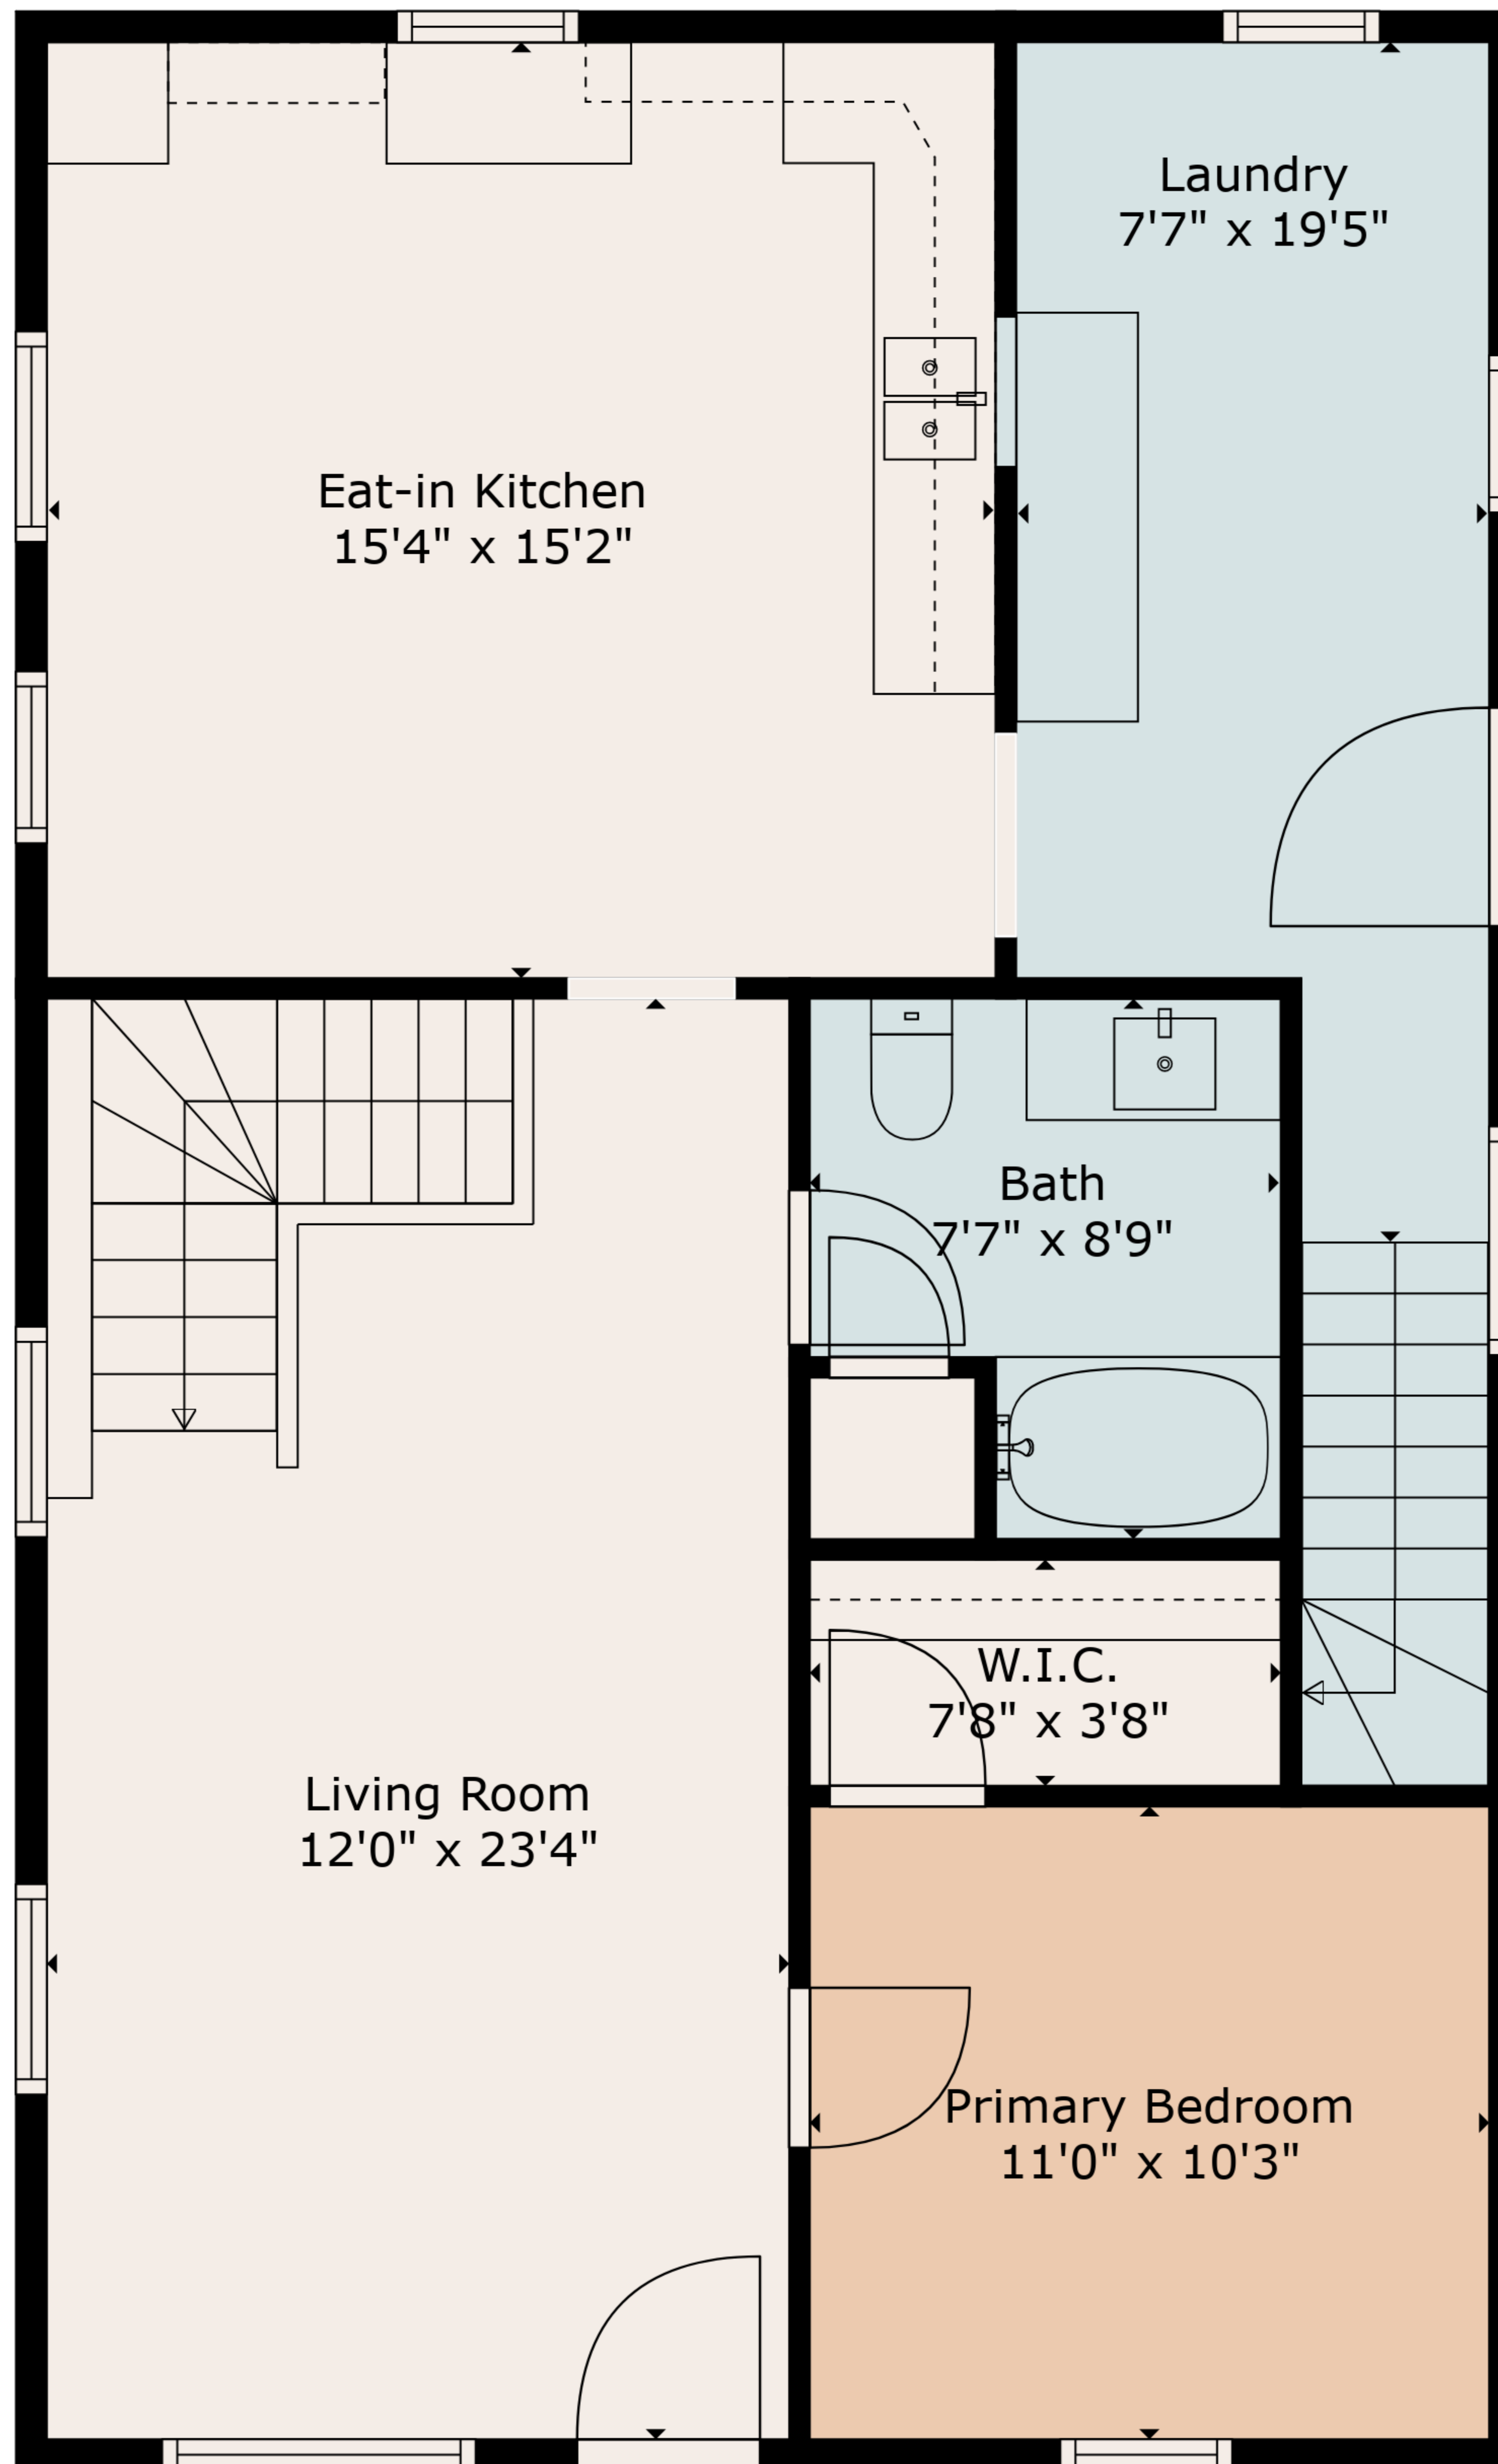 Laundry
7'7" x 19'5"
Eat-in Kitchen
15'4" x 15'2"
Bath
7'7" x 8'9"
W.I.C.
7'8" x 3'8"
Living Room
12'0" x 23'4"
Primary Bedroom
11'0" x 10'3"